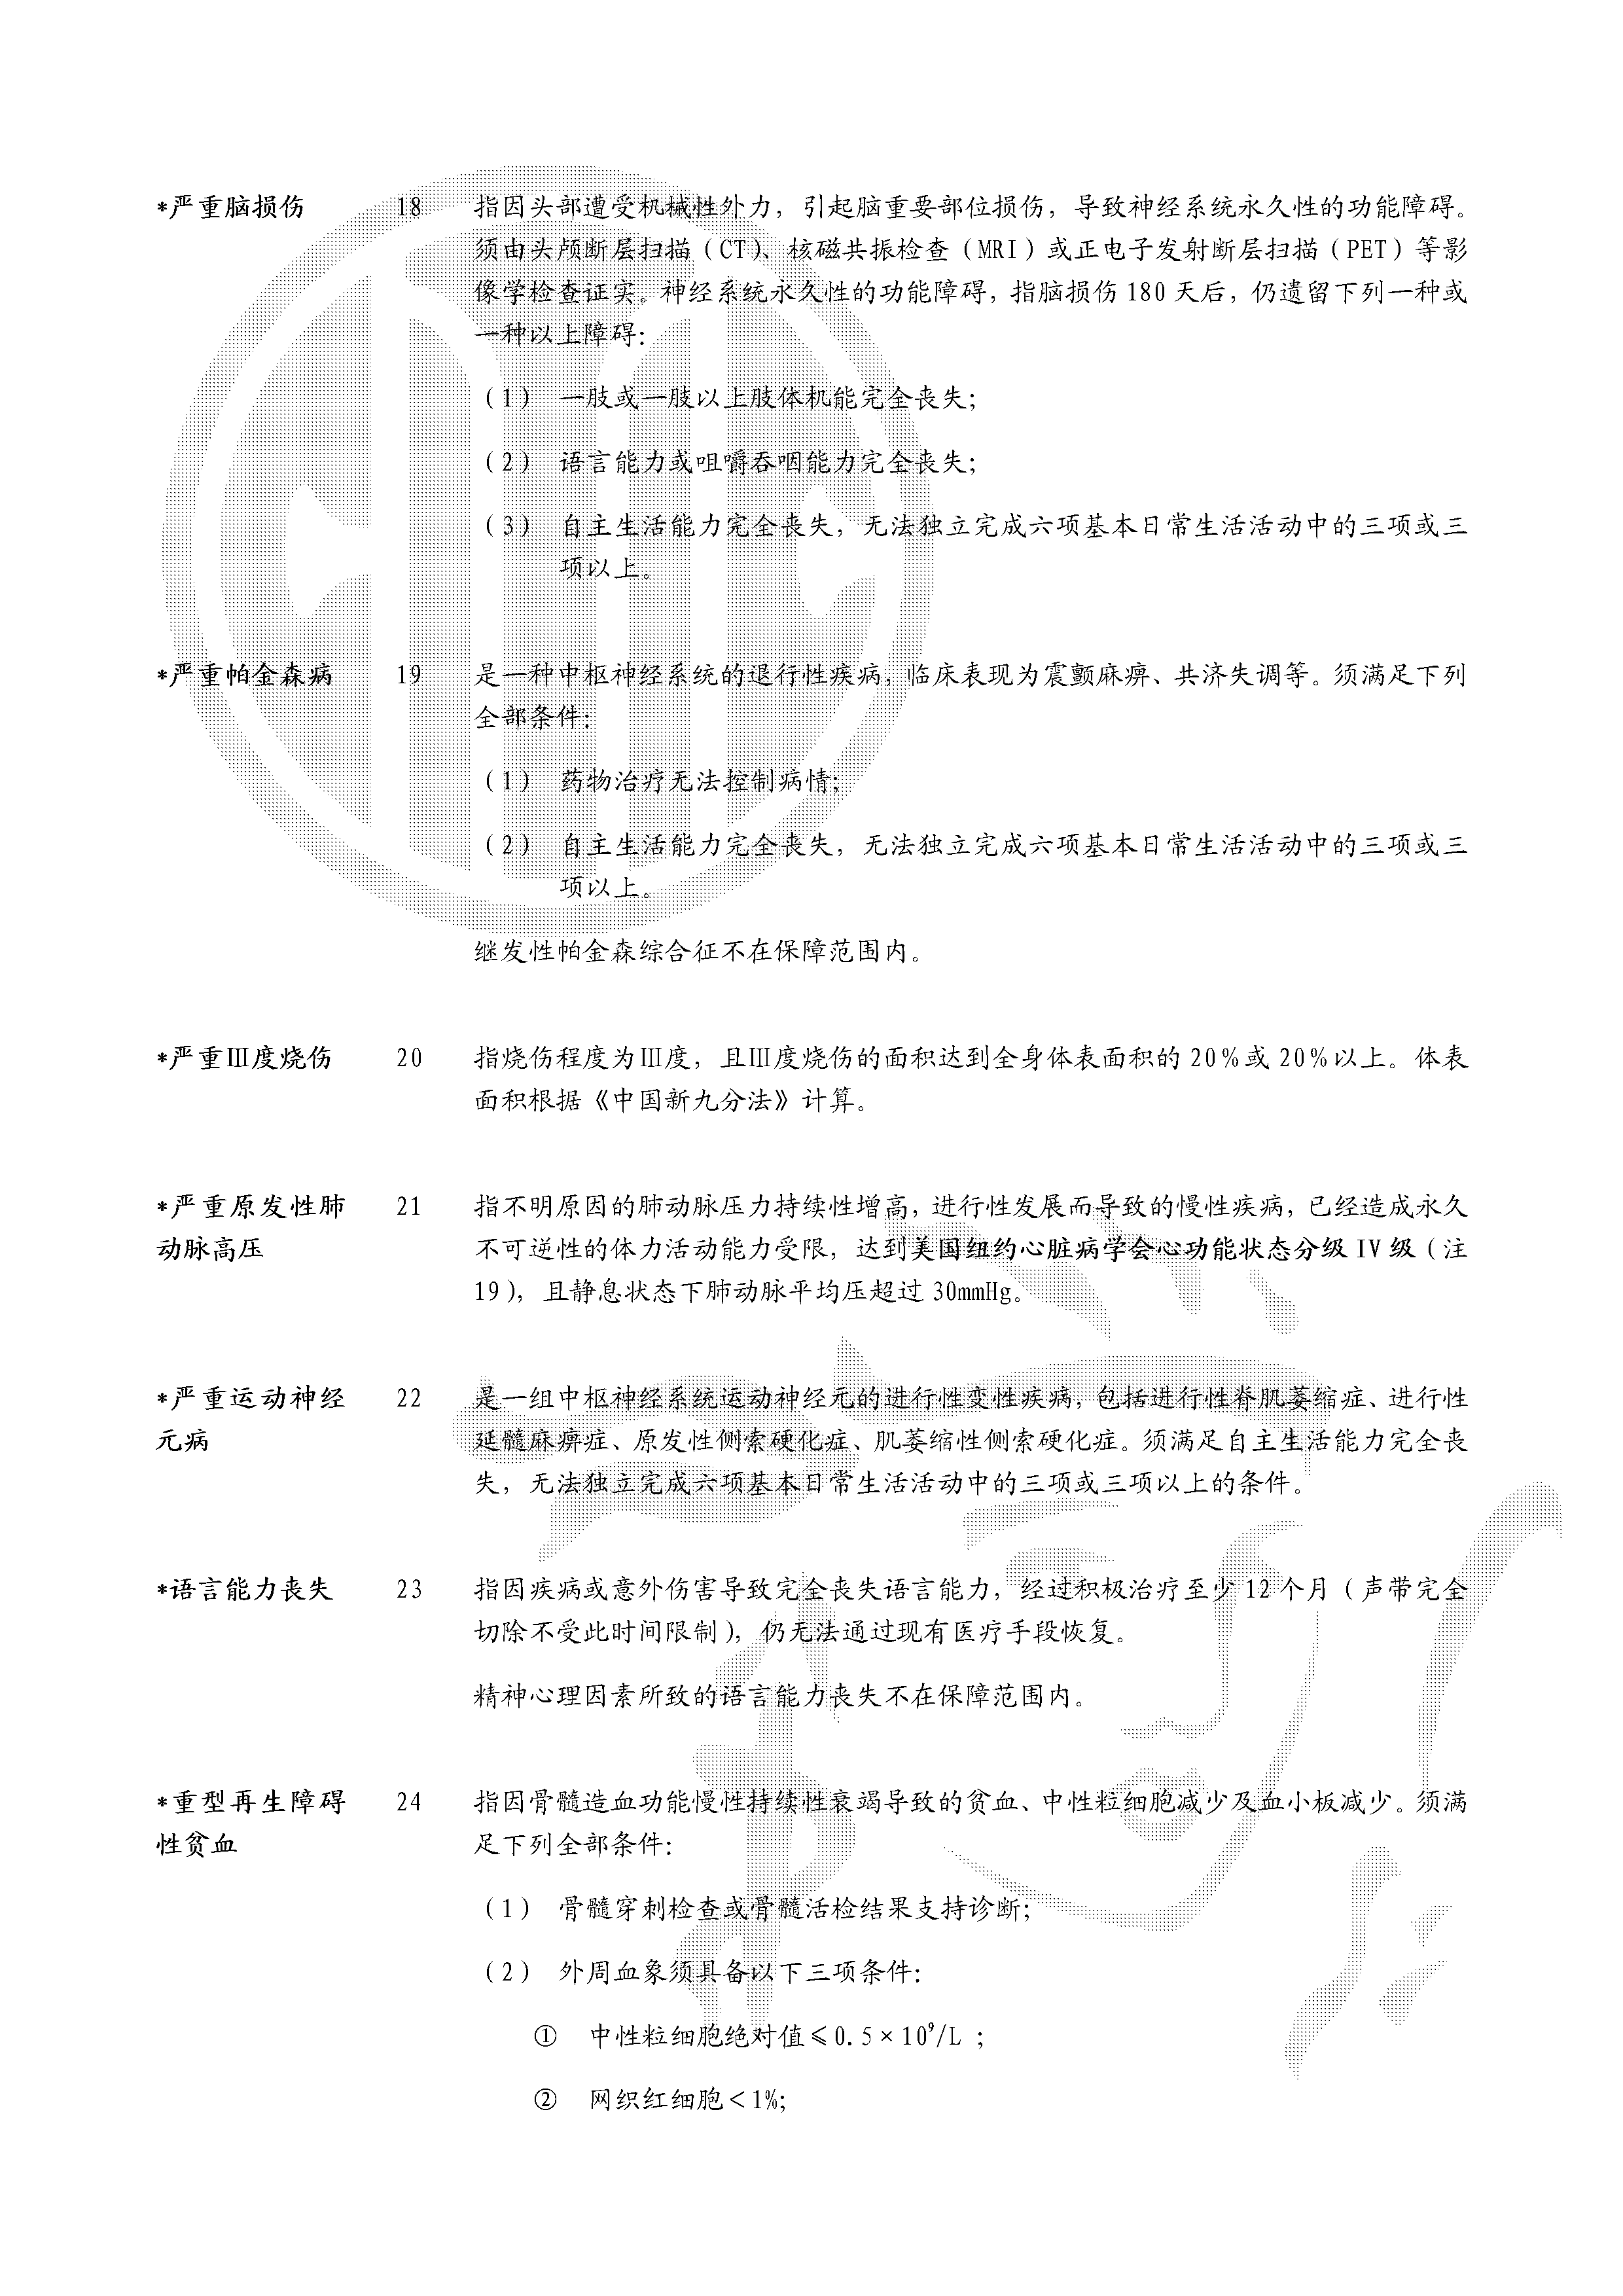 *严重脑损伤 18 指因头部遭受机械性外力，引起脑重要部位损伤，导致神经系统永久性的功能障碍。
须由头颅断层扫描（CT）、核磁共振检查（MRI）或正电子发射断层扫描（PET）等影
像学检查证实。神经系统永久性的功能障碍，指脑损伤 180 天后，仍遗留下列一种或
一种以上障碍：
（1） 一肢或一肢以上肢体机能完全丧失；
（2） 语言能力或咀嚼吞咽能力完全丧失；
（3） 自主生活能力完全丧失，无法独立完成六项基本日常生活活动中的三项或三
项以上。
*严重帕金森病 19 是一种中枢神经系统的退行性疾病，临床表现为震颤麻痹、共济失调等。须满足下列
全部条件：
（1） 药物治疗无法控制病情；
（2） 自主生活能力完全丧失，无法独立完成六项基本日常生活活动中的三项或三
项以上。
继发性帕金森综合征不在保障范围内。
*严重Ⅲ度烧伤 20 指烧伤程度为Ⅲ度，且Ⅲ度烧伤的面积达到全身体表面积的 20%或 20%以上。体表
面积根据《中国新九分法》计算。
*严重原发性肺 21 指不明原因的肺动脉压力持续性增高，进行性发展而导致的慢性疾病，已经造成永久
动脉高压 不可逆性的体力活动能力受限，达到美国纽约心脏病学会心功能状态分级 IV 级（注
19），且静息状态下肺动脉平均压超过 30mmHg。
*严重运动神经 22 是一组中枢神经系统运动神经元的进行性变性疾病，包括进行性脊肌萎缩症、进行性
元病 延髓麻痹症、原发性侧索硬化症、肌萎缩性侧索硬化症。须满足自主生活能力完全丧
失，无法独立完成六项基本日常生活活动中的三项或三项以上的条件。
*语言能力丧失 23 指因疾病或意外伤害导致完全丧失语言能力，经过积极治疗至少 12 个月（声带完全
切除不受此时间限制），仍无法通过现有医疗手段恢复。
精神心理因素所致的语言能力丧失不在保障范围内。
*重型再生障碍 24 指因骨髓造血功能慢性持续性衰竭导致的贫血、中性粒细胞减少及血小板减少。须满
性贫血 足下列全部条件：
（1） 骨髓穿刺检查或骨髓活检结果支持诊断；
（2） 外周血象须具备以下三项条件：
① 中性粒细胞绝对值≤0.5×10⁹/L ；
② 网织红细胞＜1%；